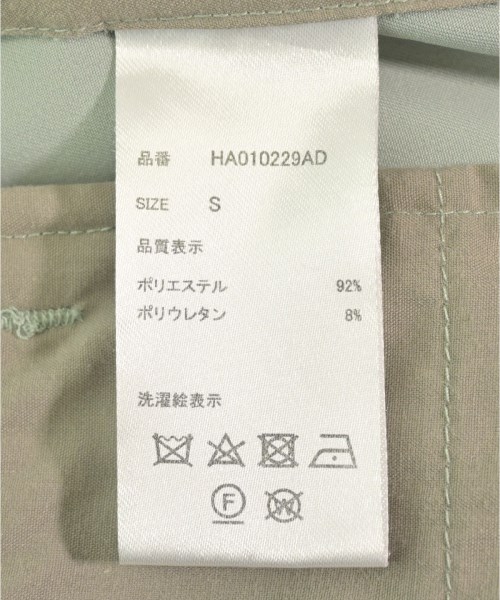 品番 HA010229AD
SIZE S
品質表示
ポリエステル 92%
ポリウレタン 8%
洗濯絵表示
F W